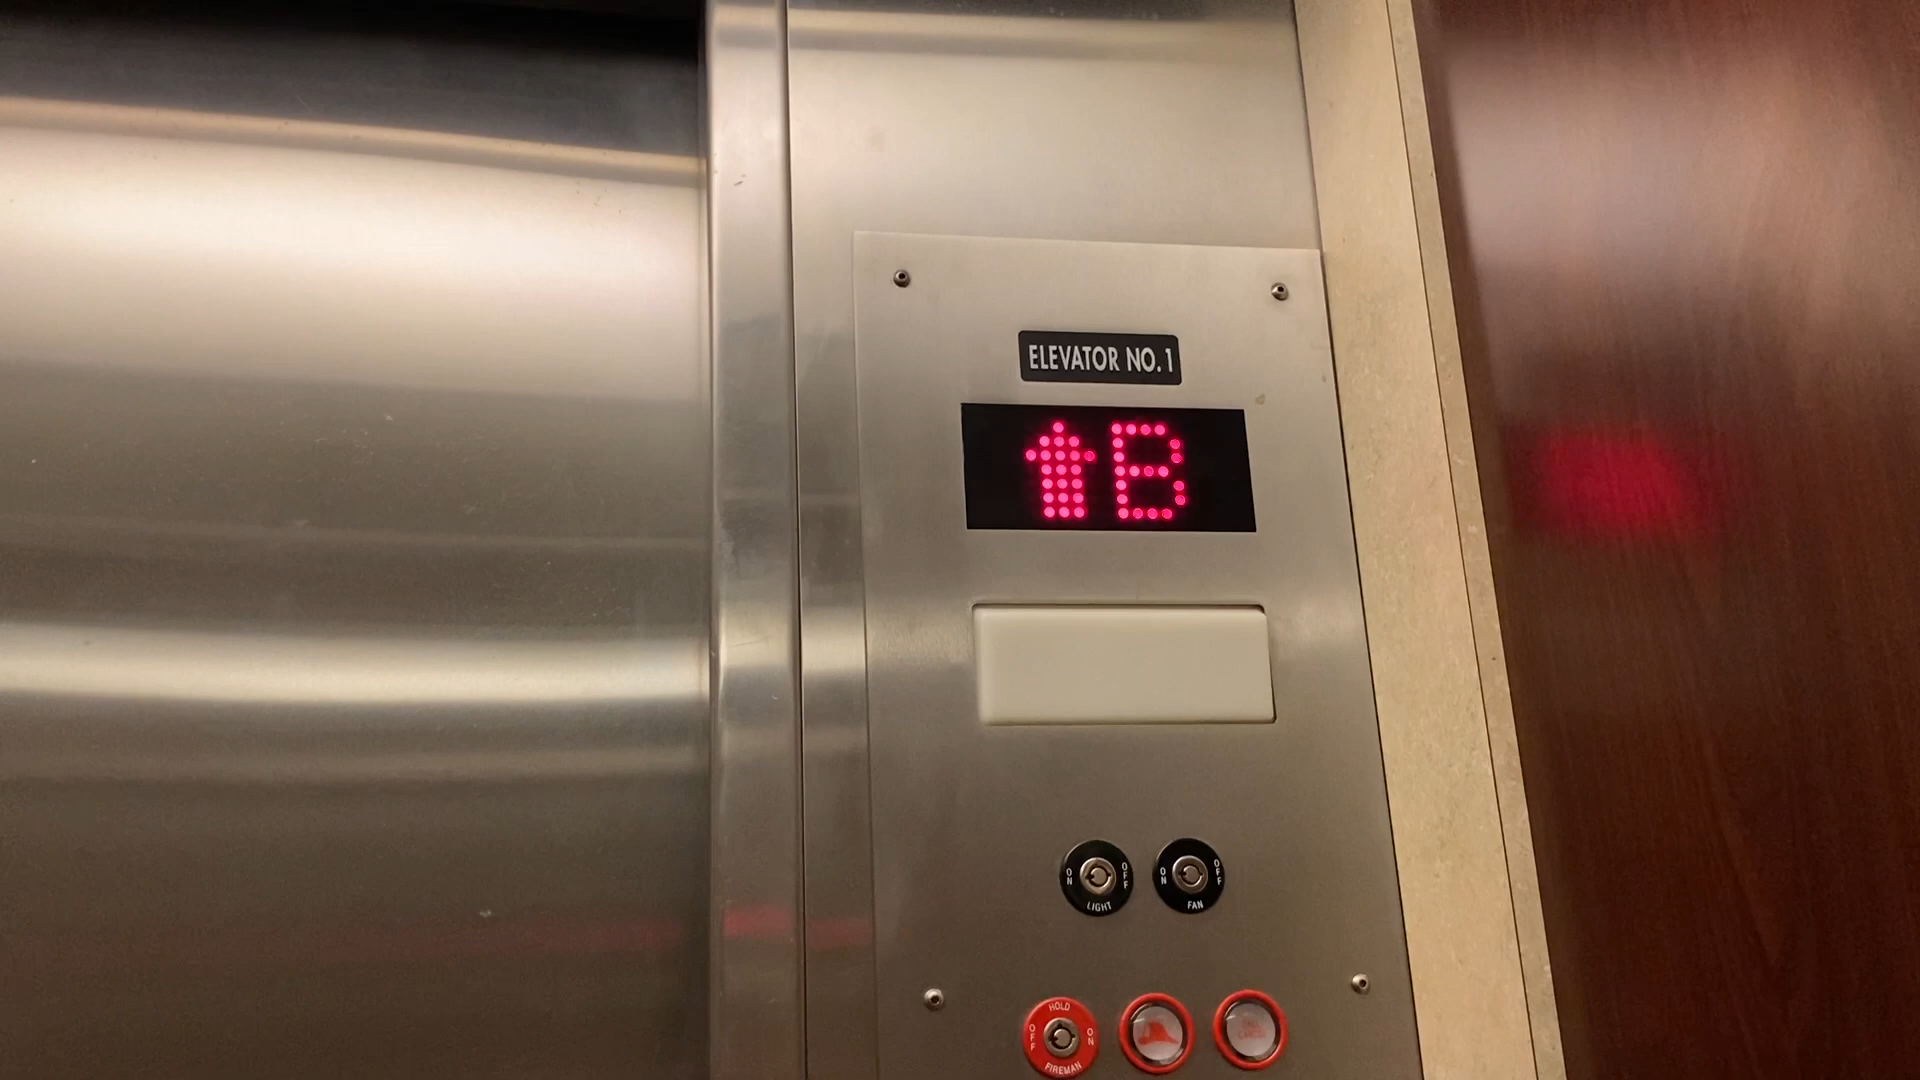 ELEVATOR NO. 1
B
ON OFF LIGHT
ON OFF FAN
HOLD
OFF ON
FIREMAN